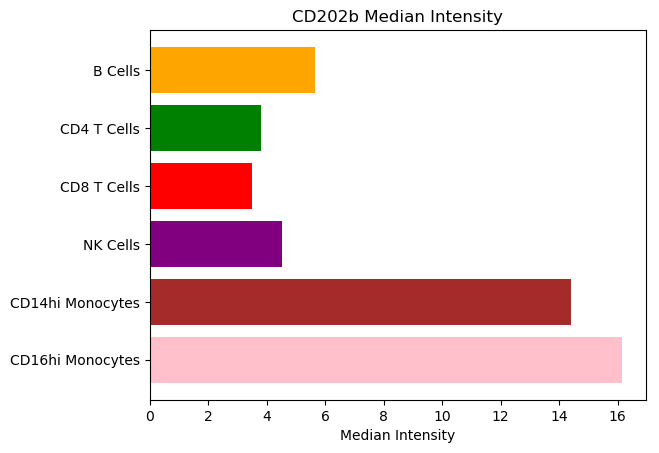 CD202b Median Intensity
B Cells
CD4 T Cells
CD8 T Cells
NK Cells
CD14hi Monocytes
CD16hi Monocytes
0 2 4 6 8 10 12 14 16
Median Intensity